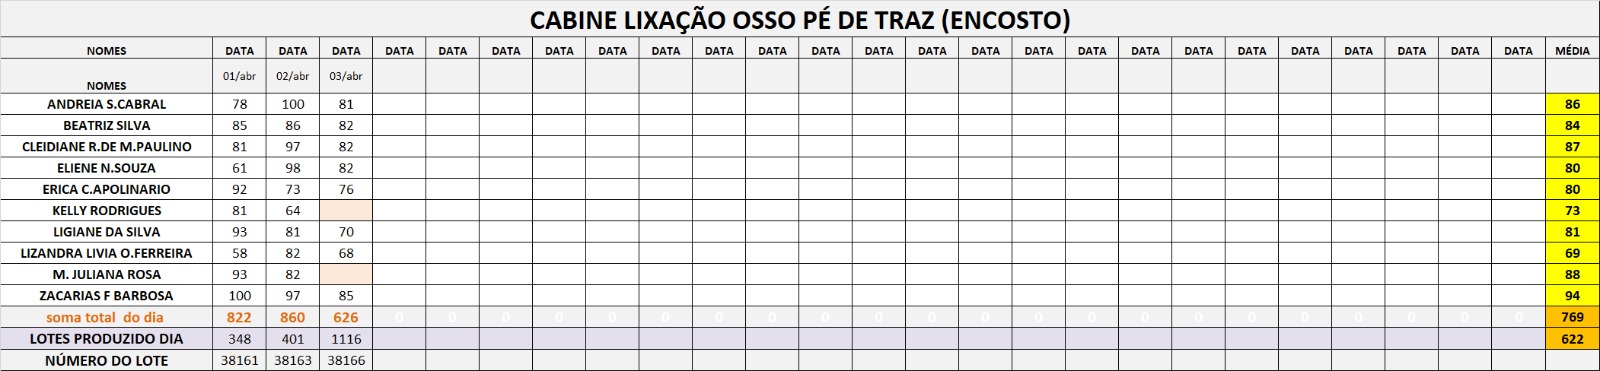 CABINE LIXAÇÃO OSSO PÉ DE TRAZ (ENCOSTO)
NOMES DATA DATA DATA DATA DATA DATA DATA DATA DATA DATA DATA DATA DATA DATA DATA DATA DATA DATA DATA DATA DATA DATA DATA DATA DATA MÉDIA
NOMES 01/abr 02/abr 03/abr
ANDREIA S.CABRAL 78 100 81 86
BEATRIZ SILVA 85 86 82 84
CLEIDIANE R.DE M.PAULINO 81 97 82 87
ELIENE N.SOUZA 61 98 82 80
ERICA C.APOLINARIO 92 73 76 80
KELLY RODRIGUES 81 64 73
LIGIANE DA SILVA 93 81 70 81
LIZANDRA LIVIA O.FERREIRA 58 82 68 69
M. JULIANA ROSA 93 82 88
ZACARIAS F BARBOSA 100 97 85 94
soma total do dia 822 860 626 0 0 0 0 0 0 0 0 0 0 0 0 0 0 0 0 0 0 0 0 0 0 769
LOTES PRODUZIDO DIA 348 401 1116 622
NÚMERO DO LOTE 38161 38163 38166